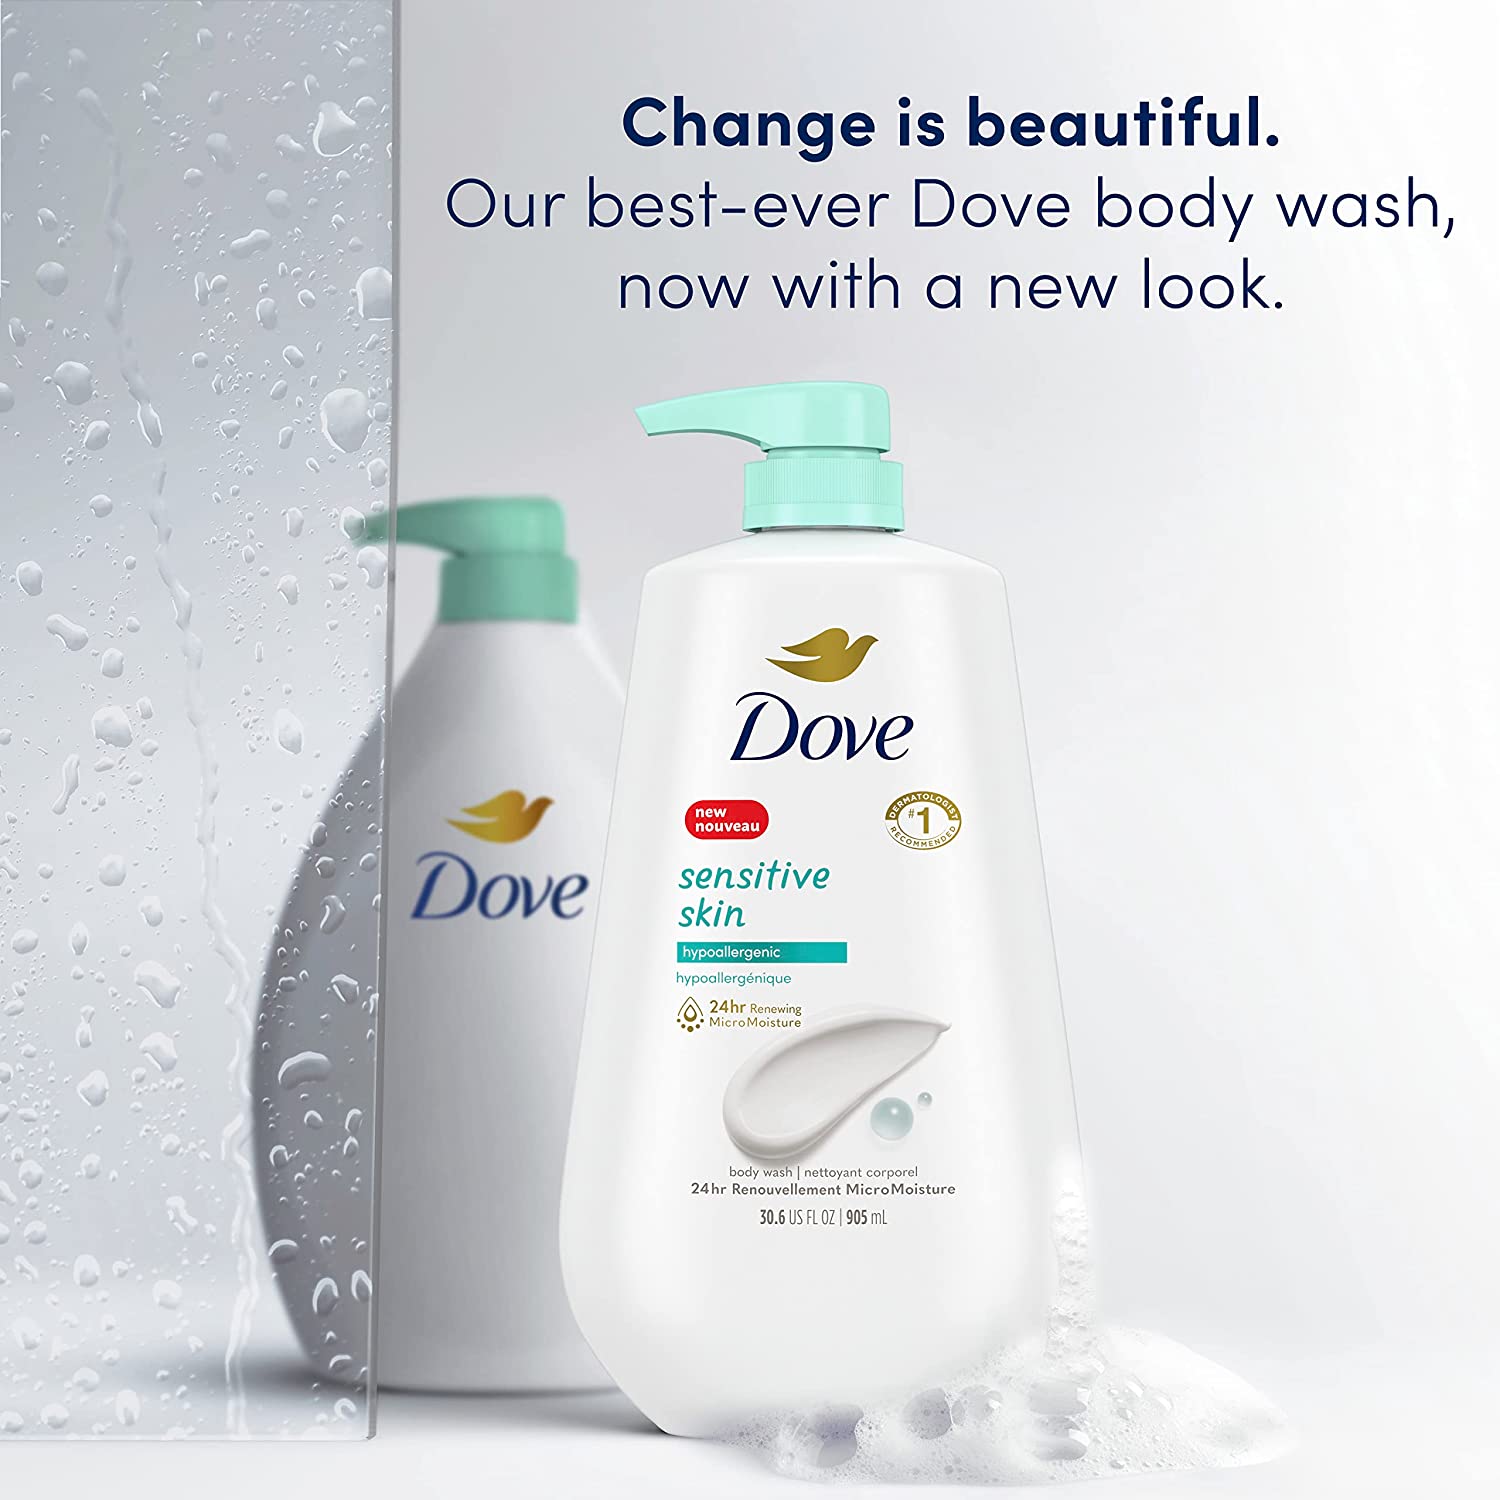 Change is beautiful.
Our best-ever Dove body wash,
now with a new look.
Dove
Dove
new
nouveau
DERMATOLOGIST
#1
RECOMMENDED
sensitive
skin
hypoallergenic
hypoallergénique
24hr Renewing
MicroMoisture
body wash | nettoyant corporel
24hr Renouvellement MicroMoisture
30.6 US FL OZ | 905 mL